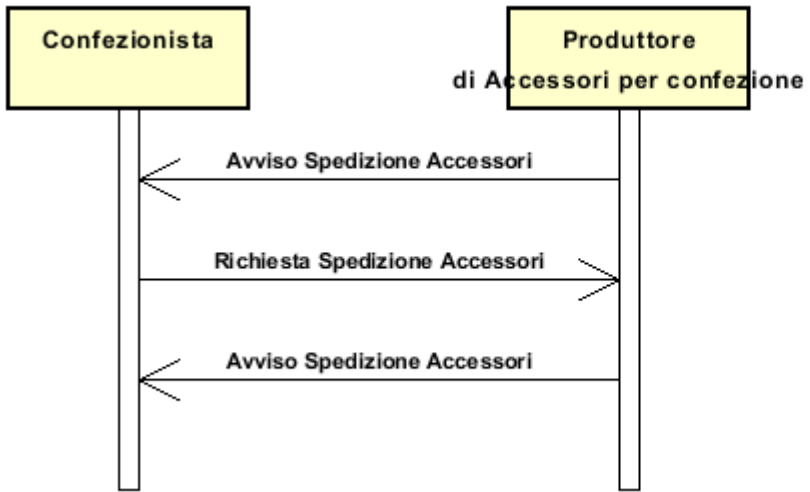 Confezionista
Produttore
di Accessori per confezione
Avviso Spedizione Accessori
Richiesta Spedizione Accessori
Avviso Spedizione Accessori